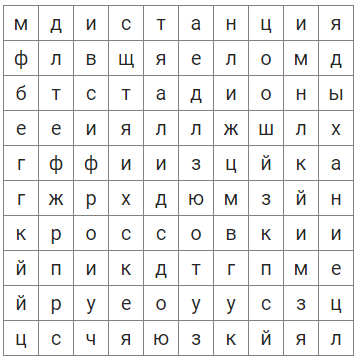 м д и с т а н ц и я
ф л в щ я е л о м д
б т с т а д и о н ы
е е и я л л ж ш л х
г ф ф и и з ц й к а
г ж р х д ю м з й н
к р о с с о в к и и
й п и к д т г п м е
й р у е о у у с з ц
ц с ч я ю з к й я л